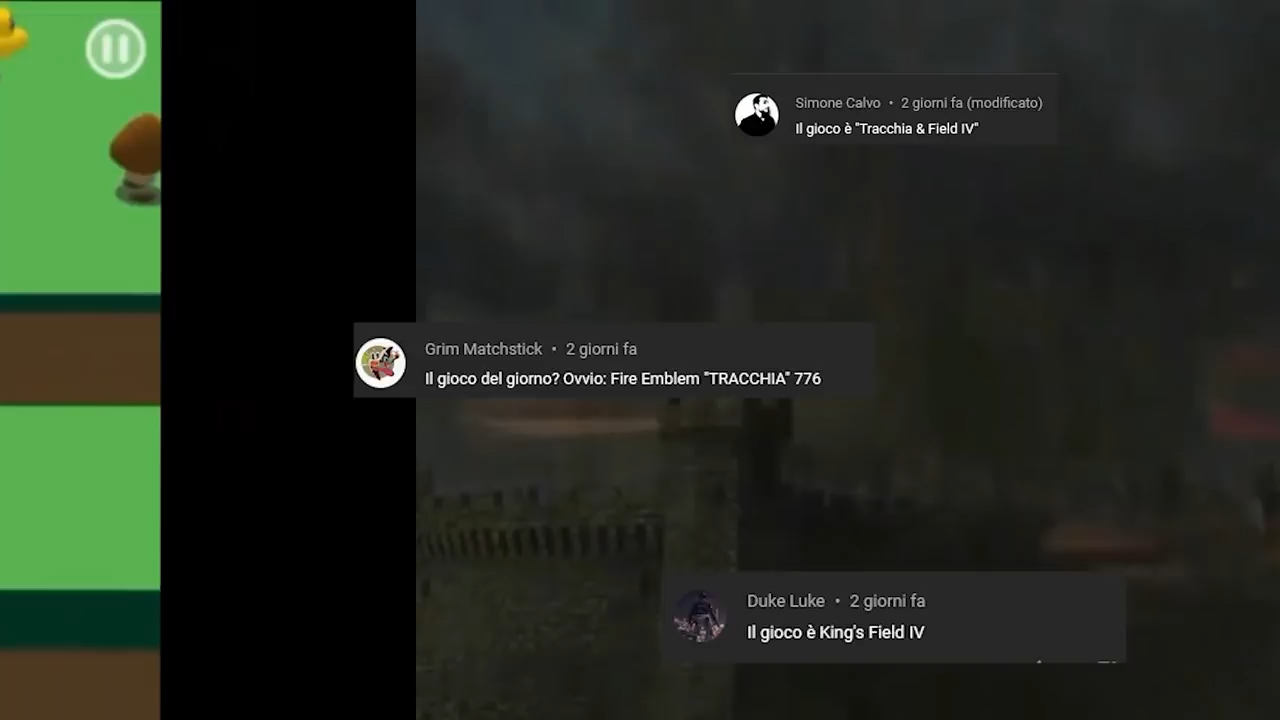 Simone Calvo • 2 giorni fa (modificato)
Il gioco è "Tracchia & Field IV"
Grim Matchstick • 2 giorni fa
Il gioco del giorno? Ovvio: Fire Emblem "TRACCHIA" 776
Duke Luke • 2 giorni fa
Il gioco è King's Field IV